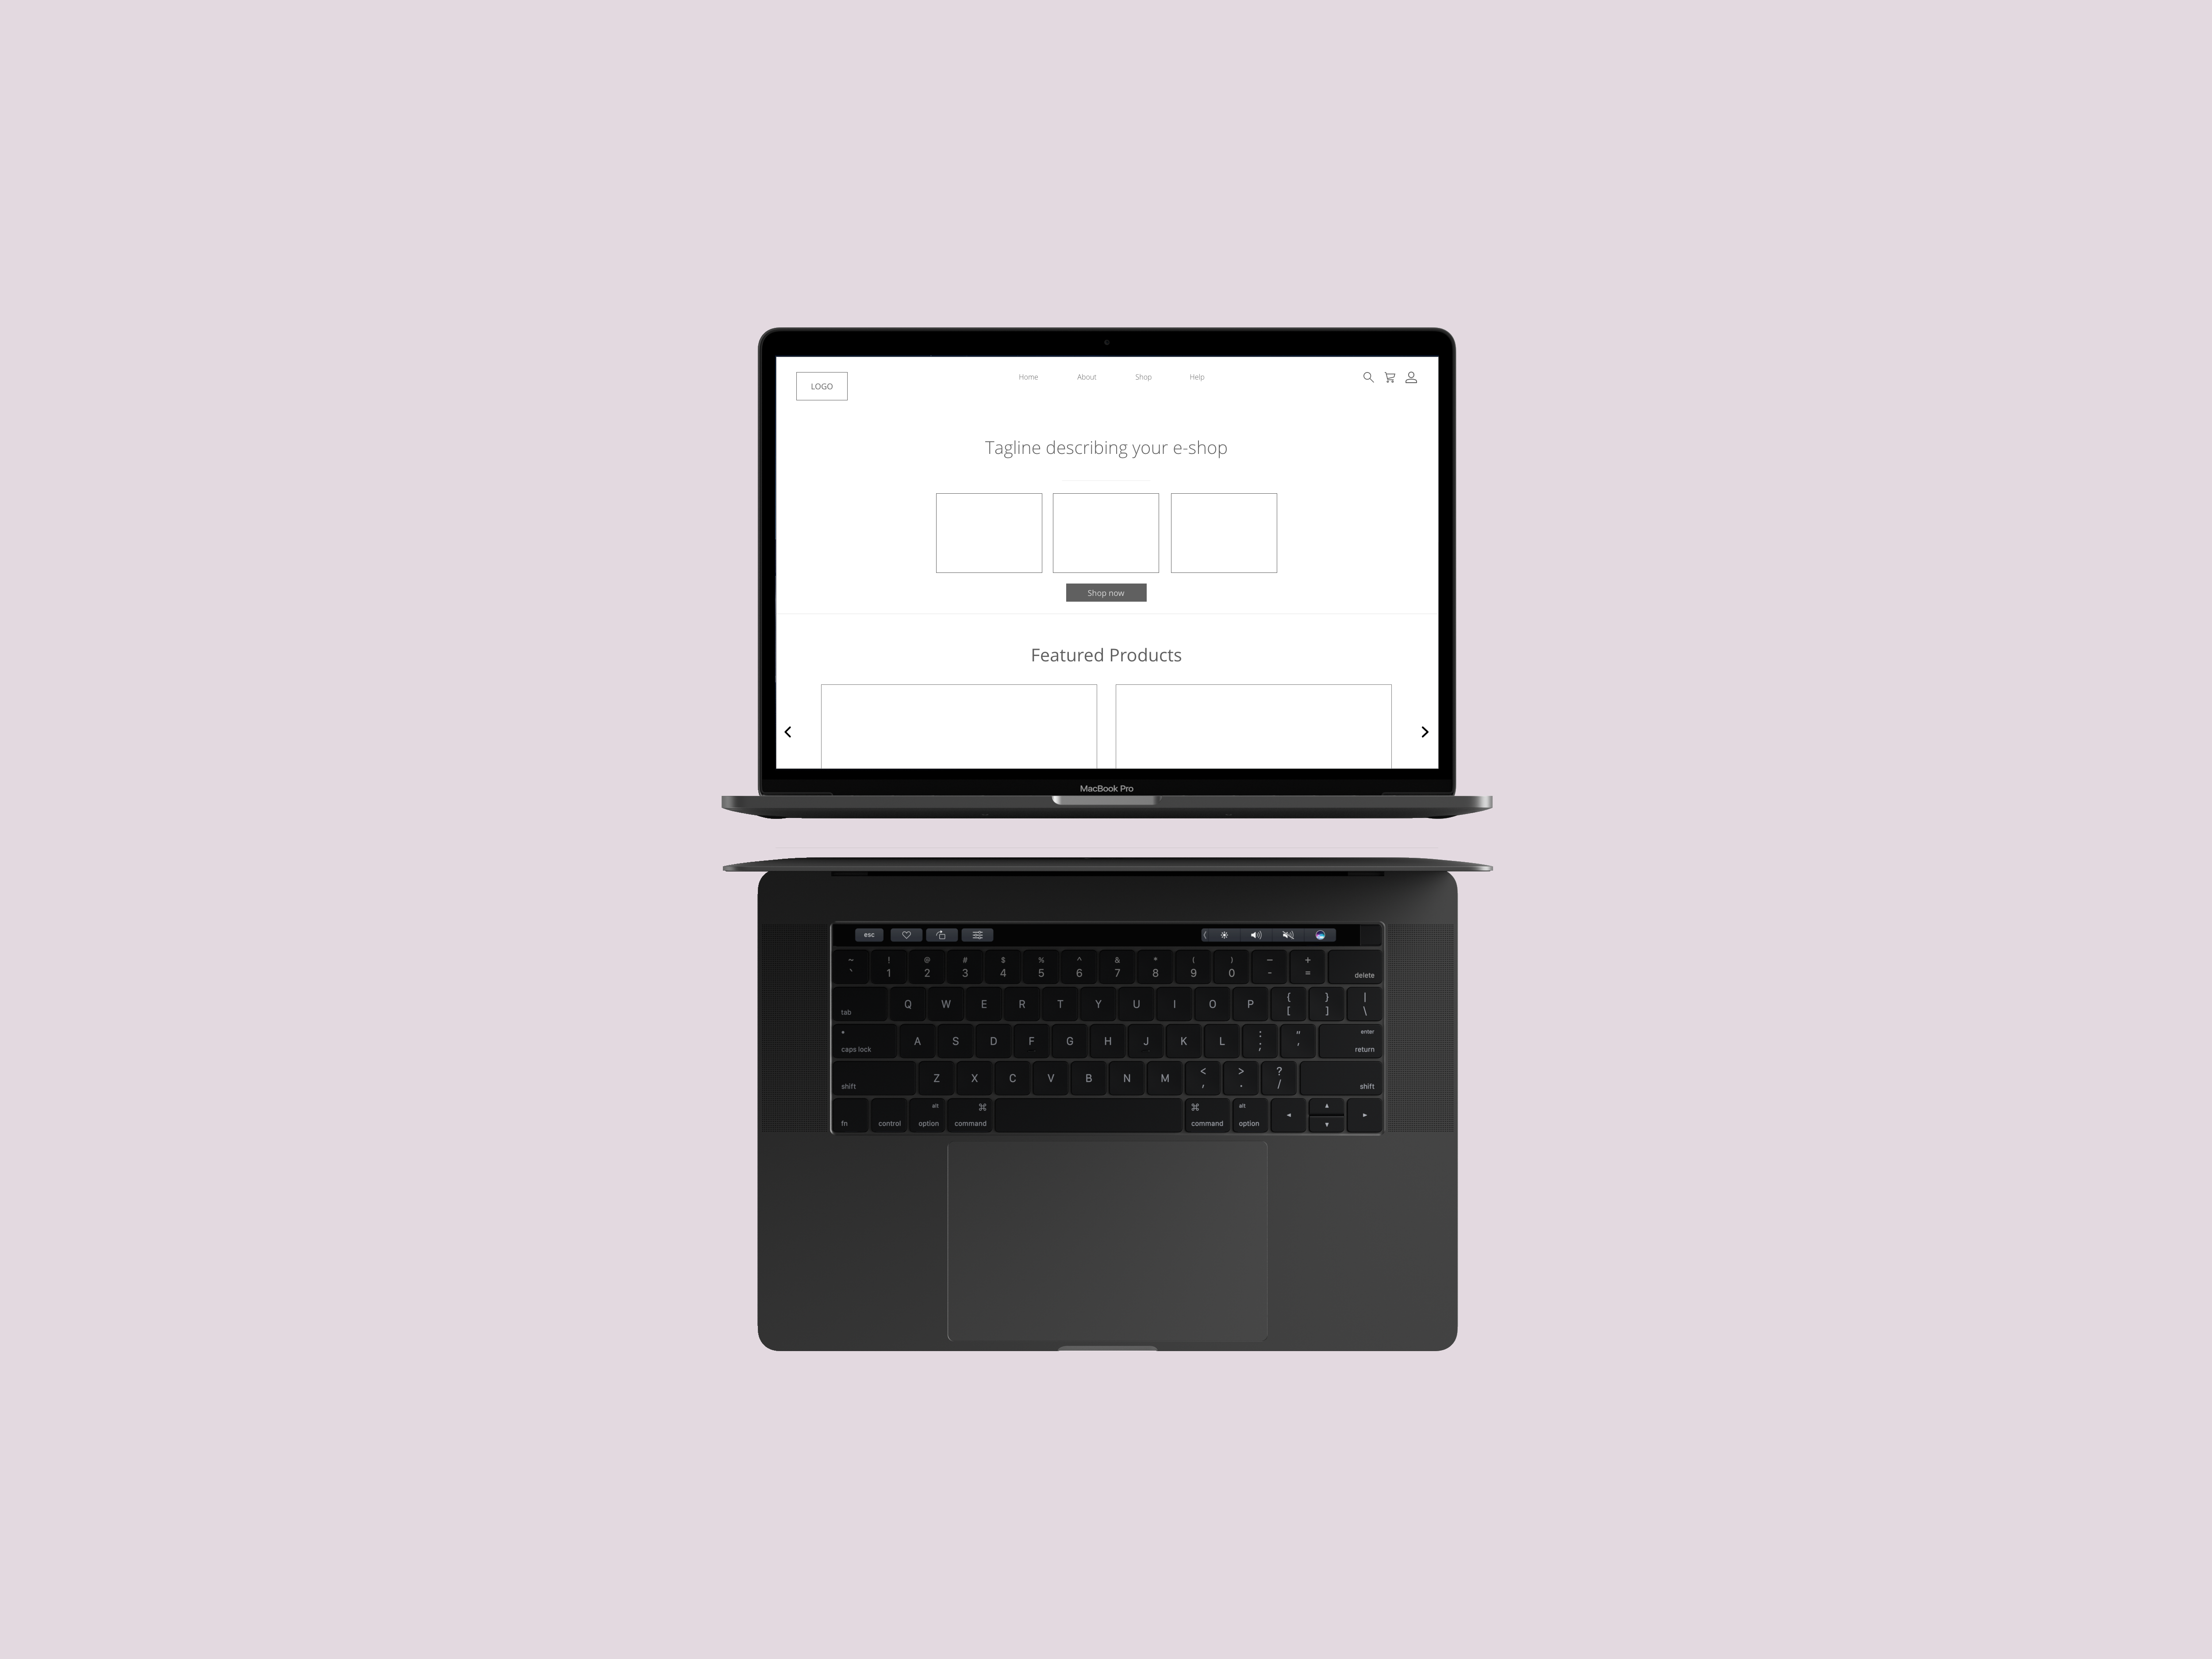 LOGO
Home About Shop Help
Tagline describing your e-shop
Shop now
Featured Products
MacBook Pro
esc
~ ! @ # $ % ^ & * ( ) — +
` 1 2 3 4 5 6 7 8 9 0 - =
delete
tab
Q W E R T Y U I O P { } |
[ ] \
caps lock
A S D F G H J K L : "
; '
enter
return
shift
Z X C V B N M < > ?
, . /
shift
fn
control
alt
option
⌘
command
⌘
command
alt
option